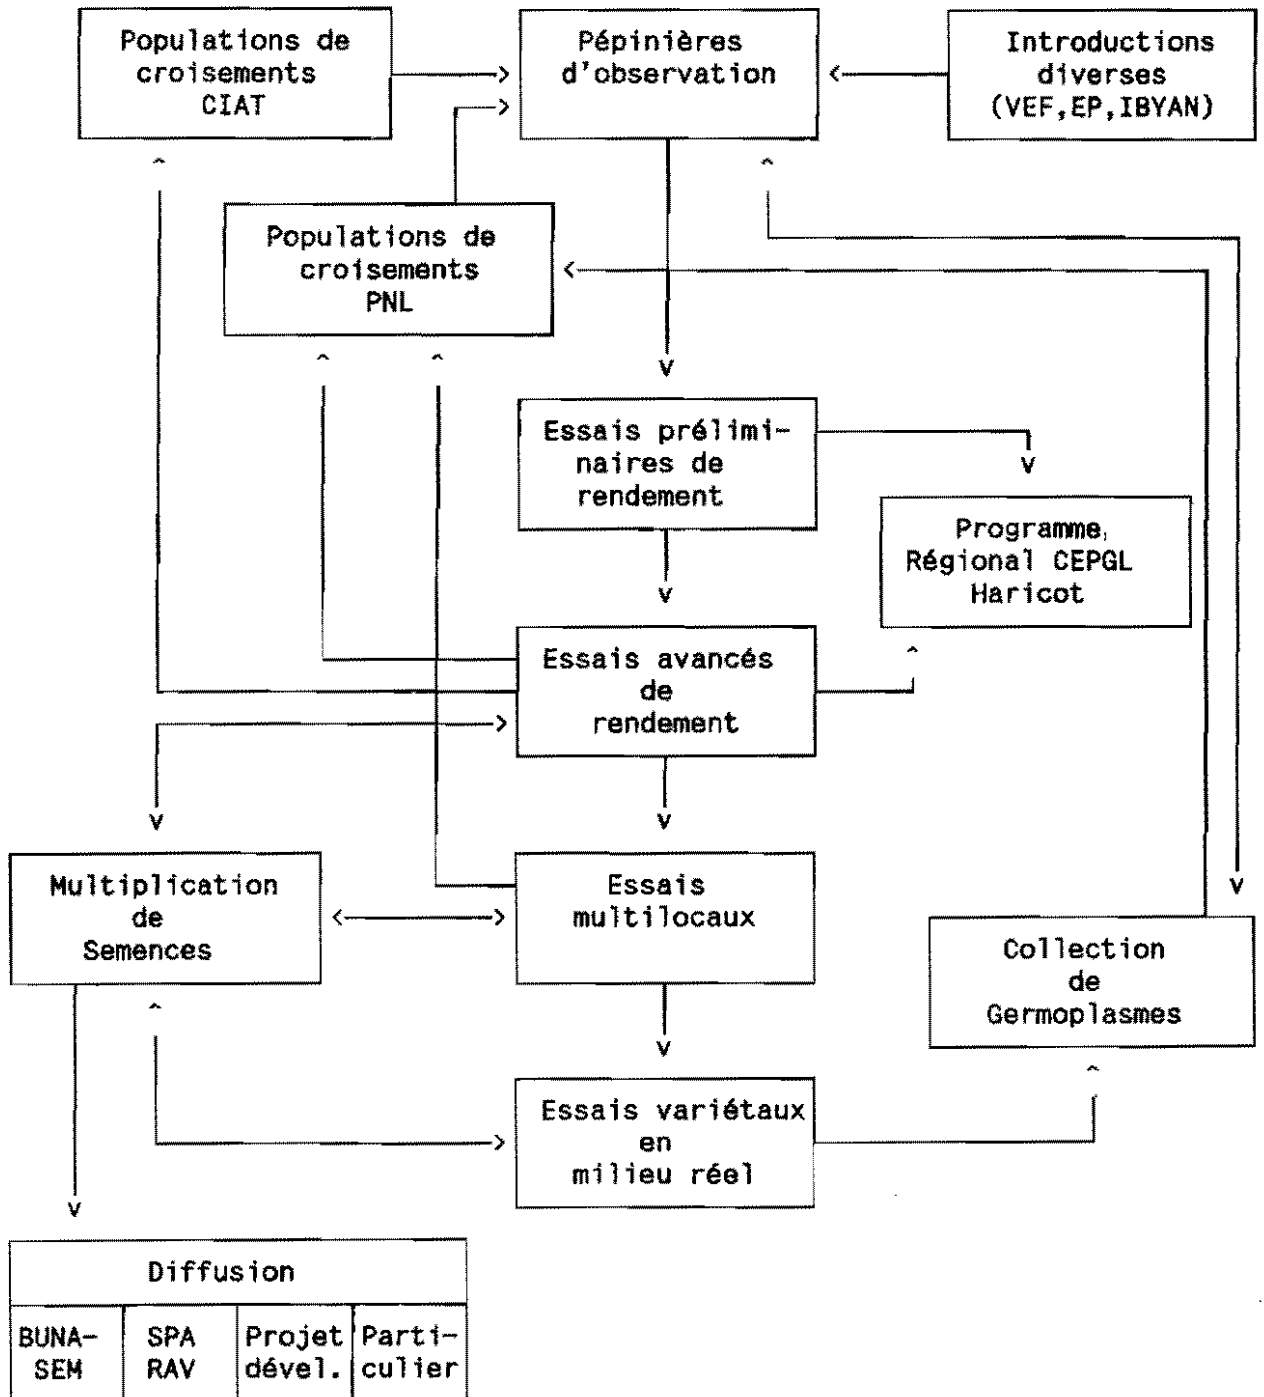 Populations de
croisements
CIAT
Pépinières
d'observation
Introductions
diverses
(VEF,EP,IBYAN)
Populations de
croisements
PNL
Essais prélimi-
naires de
rendement
Programme
Régional CEPGL
Haricot
Essais avancés
de
rendement
Multiplication
de
Semences
Essais
multilocaux
Collection
de
Germoplasmes
Essais variétaux
en
milieu réel
Diffusion
BUNA-
SEM
SPA
RAV
Projet
dével.
Parti-
culier